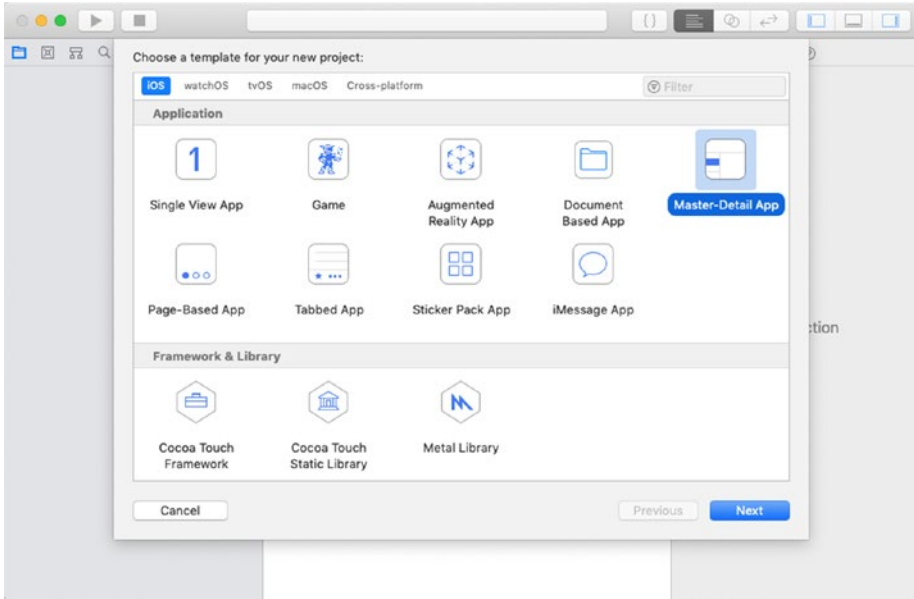 Choose a template for your new project:
iOS watchOS tvOS macOS Cross-platform Filter
Application
1
Single View App Game Augmented Reality App Document Based App Master-Detail App
Page-Based App Tabbed App Sticker Pack App iMessage App
ction
Framework & Library
Cocoa Touch Framework Cocoa Touch Static Library Metal Library
Cancel Previous Next